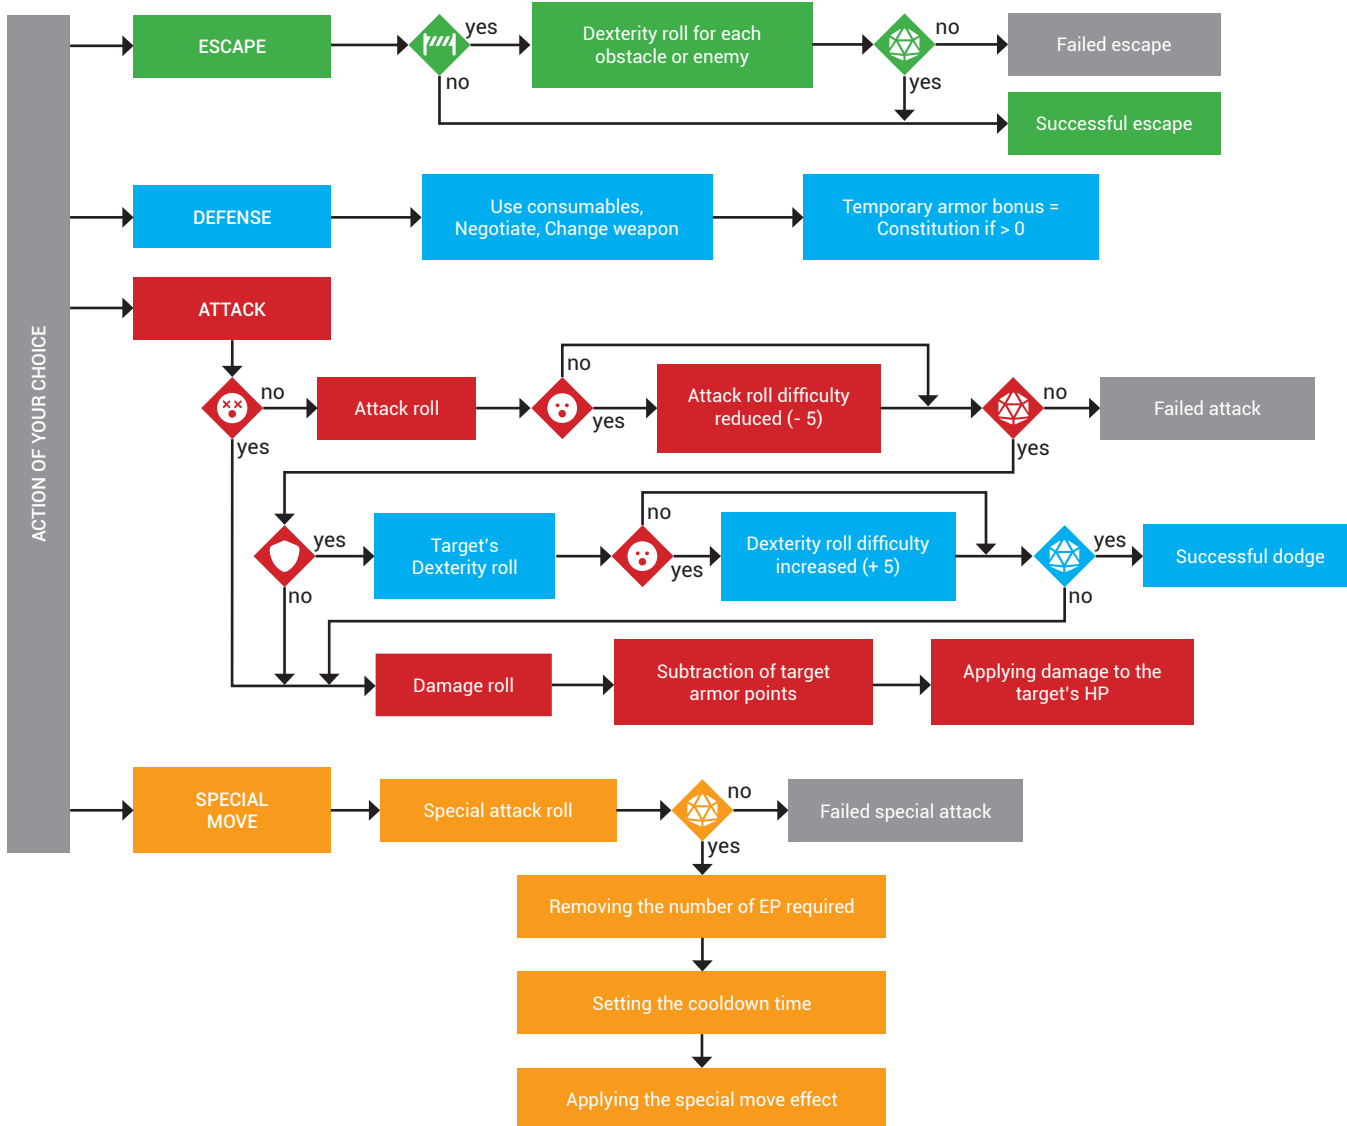 ACTION OF YOUR CHOICE
ESCAPE
yes
no
Dexterity roll for each
obstacle or enemy
no
yes
Failed escape
Successful escape
DEFENSE
Use consumables,
Negotiate, Change weapon
Temporary armor bonus =
Constitution if > 0
ATTACK
no
yes
Attack roll
no
yes
Attack roll difficulty
reduced (- 5)
no
yes
Failed attack
yes
no
Target's
Dexterity roll
no
yes
Dexterity roll difficulty
increased (+ 5)
yes
no
Successful dodge
Damage roll
Subtraction of target
armor points
Applying damage to the
target's HP
SPECIAL
MOVE
Special attack roll
no
yes
Failed special attack
Removing the number of EP required
Setting the cooldown time
Applying the special move effect